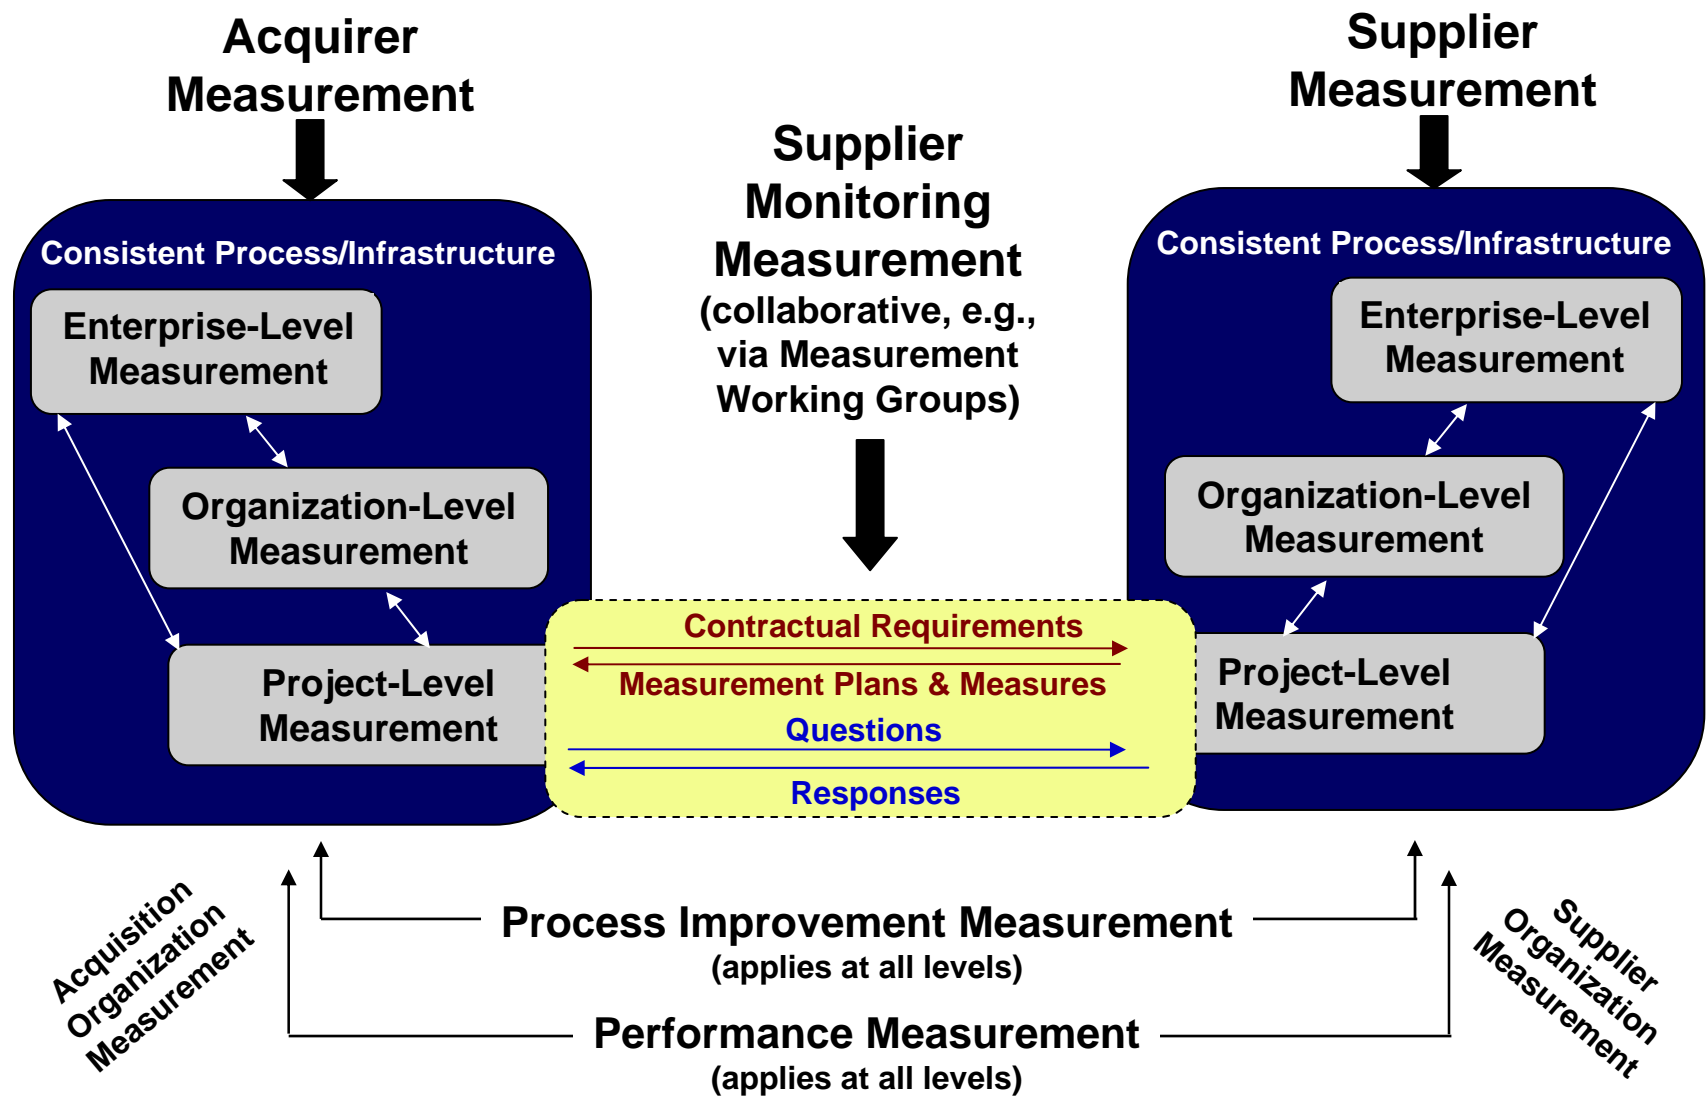 Acquirer
Measurement
Supplier
Measurement
Supplier
Monitoring
Measurement
(collaborative, e.g.,
via Measurement
Working Groups)
Consistent Process/Infrastructure
Enterprise-Level
Measurement
Organization-Level
Measurement
Project-Level
Measurement
Consistent Process/Infrastructure
Enterprise-Level
Measurement
Organization-Level
Measurement
Project-Level
Measurement
Contractual Requirements
Measurement Plans & Measures
Questions
Responses
Acquisition
Organization
Measurement
Process Improvement Measurement
(applies at all levels)
Performance Measurement
(applies at all levels)
Supplier
Organization
Measurement